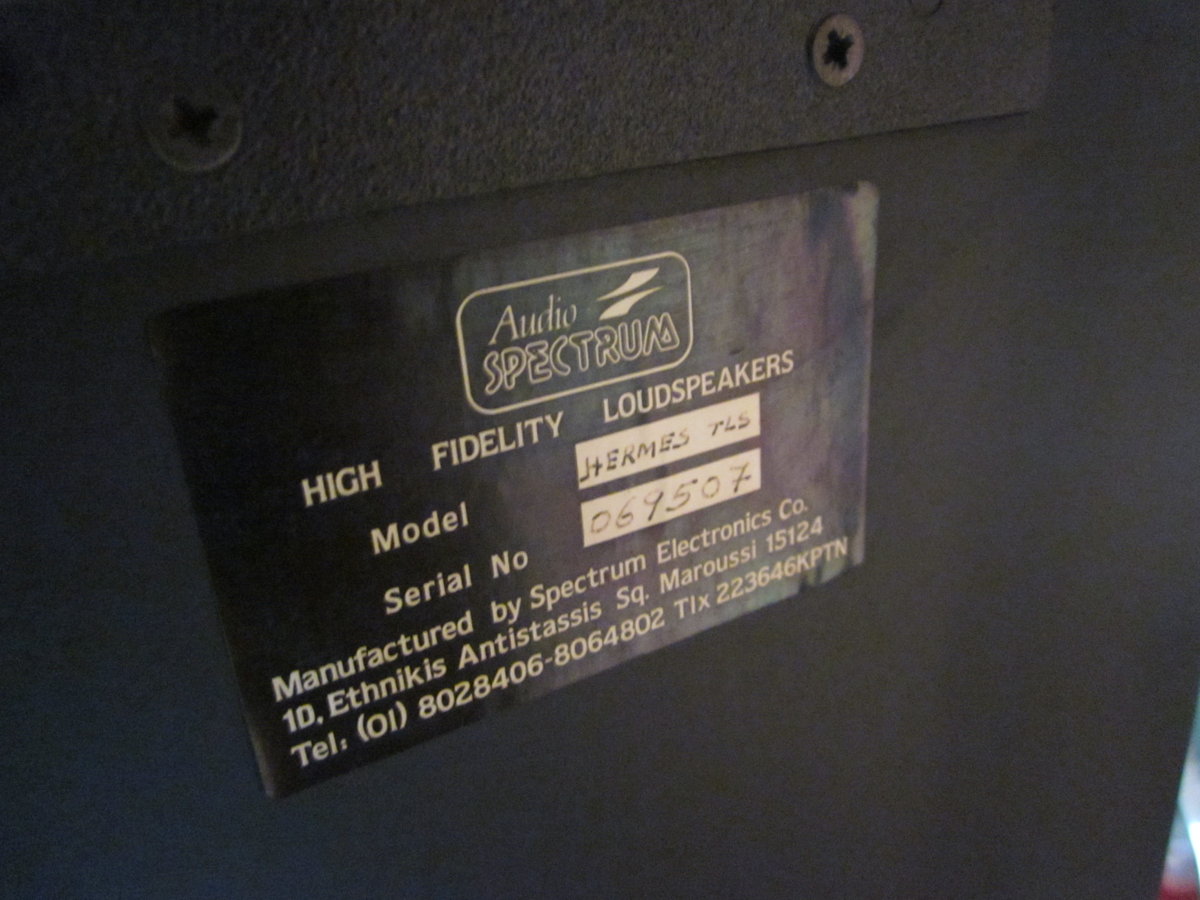 Audio
SPECTRUM
HIGH FIDELITY LOUDSPEAKERS
Model HERMES TLS
Serial No 069507
Manufactured by Spectrum Electronics Co.
10, Ethnikis Antistassis Sq. Maroussi 15124
Tel: (01) 8028406-8064802 Tlx 223646KPTN